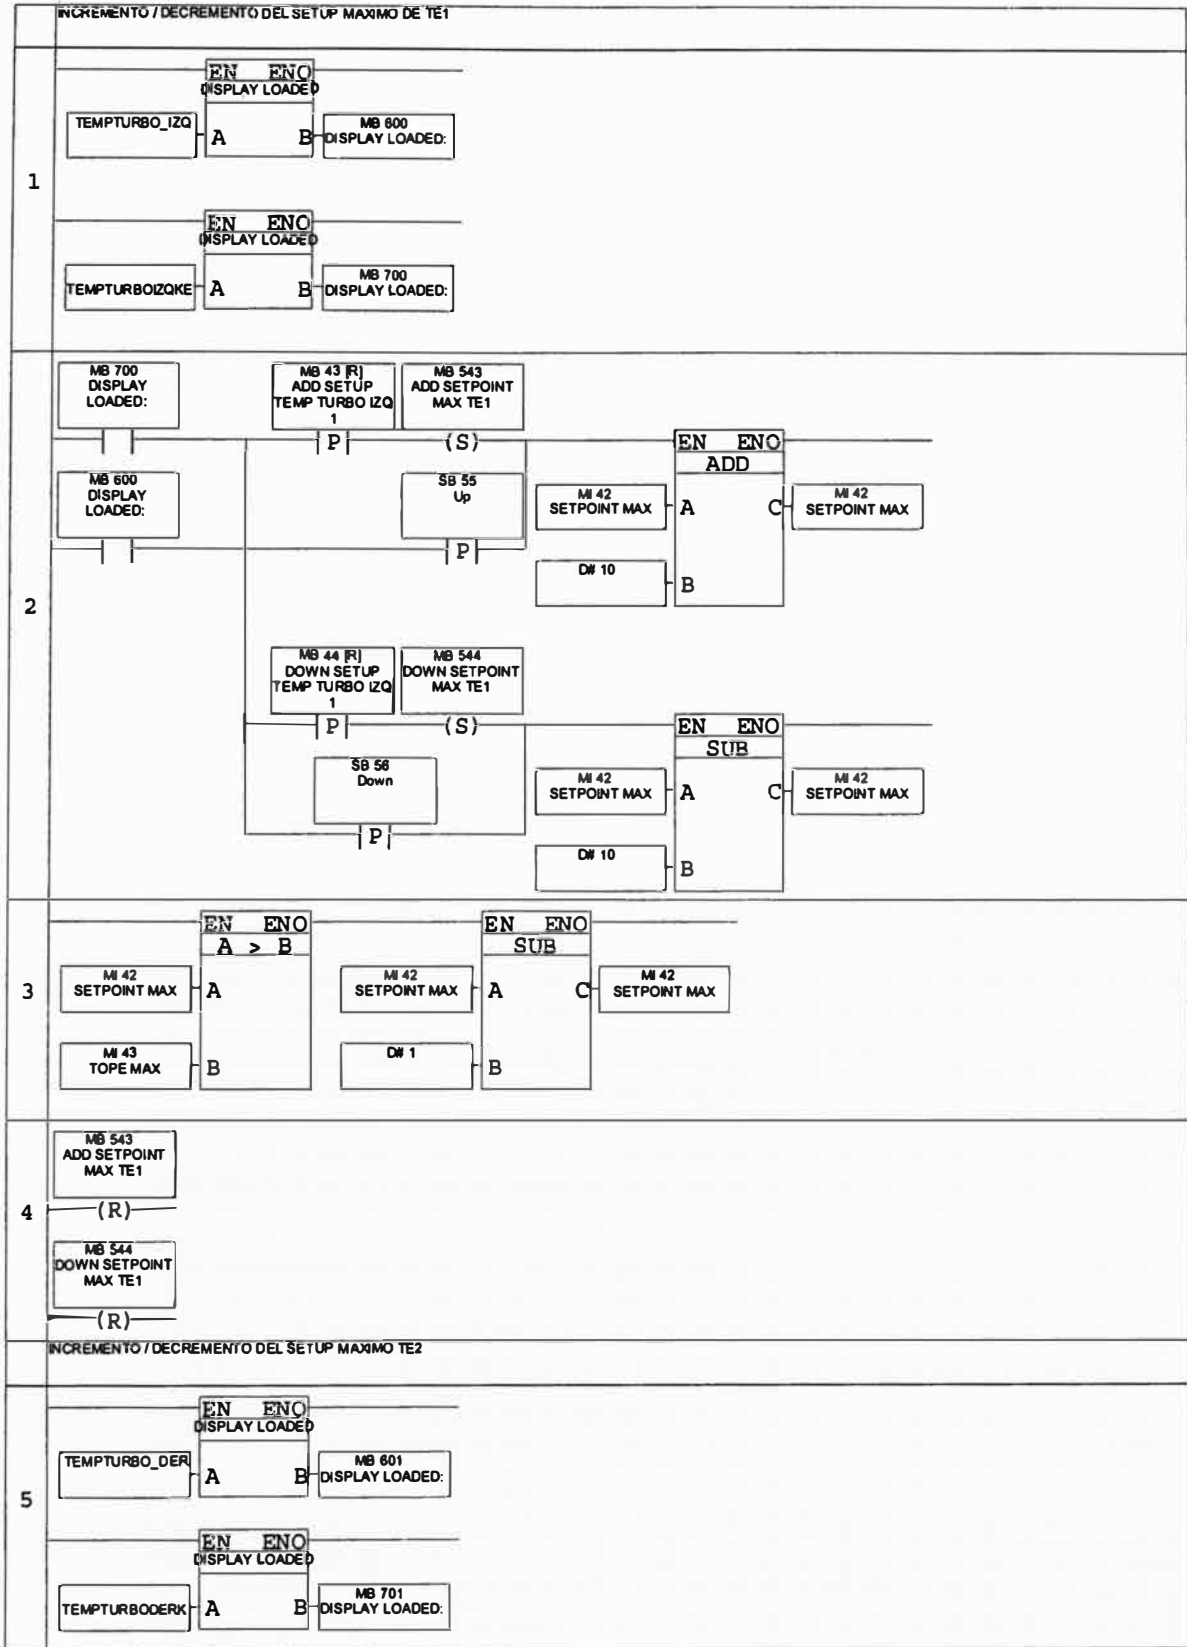 INCREMENTO / DECREMENTO DEL SETUP MAXIMO DE TE1
1
EN ENO
DISPLAY LOADED
TEMPTURBO_IZQ
A B
MB 600
DISPLAY LOADED:
EN ENO
DISPLAY LOADED
TEMPTURBOIZQKE
A B
MB 700
DISPLAY LOADED:
2
MB 700
DISPLAY
LOADED:
MB 43 [R]
ADD SETUP
TEMP TURBO IZQ
1
P
MB 543
ADD SETPOINT
MAX TE1
(S)
EN ENO
ADD
MB 600
DISPLAY
LOADED:
SB 55
Up
P
MI 42
SETPOINT MAX
A C
MI 42
SETPOINT MAX
D# 10
B
MB 44 [R]
DOWN SETUP
TEMP TURBO IZQ
1
P
MB 544
DOWN SETPOINT
MAX TE1
(S)
EN ENO
SUB
SB 56
Down
P
MI 42
SETPOINT MAX
A C
MI 42
SETPOINT MAX
D# 10
B
3
EN ENO
A > B
MI 42
SETPOINT MAX
A
MI 43
TOPE MAX
B
EN ENO
SUB
MI 42
SETPOINT MAX
A C
MI 42
SETPOINT MAX
D# 1
B
4
MB 543
ADD SETPOINT
MAX TE1
(R)
MB 544
DOWN SETPOINT
MAX TE1
(R)
INCREMENTO / DECREMENTO DEL SETUP MAXIMO TE2
5
EN ENO
DISPLAY LOADED
TEMPTURBO_DER
A B
MB 601
DISPLAY LOADED:
EN ENO
DISPLAY LOADED
TEMPTURBODERK
A B
MB 701
DISPLAY LOADED: